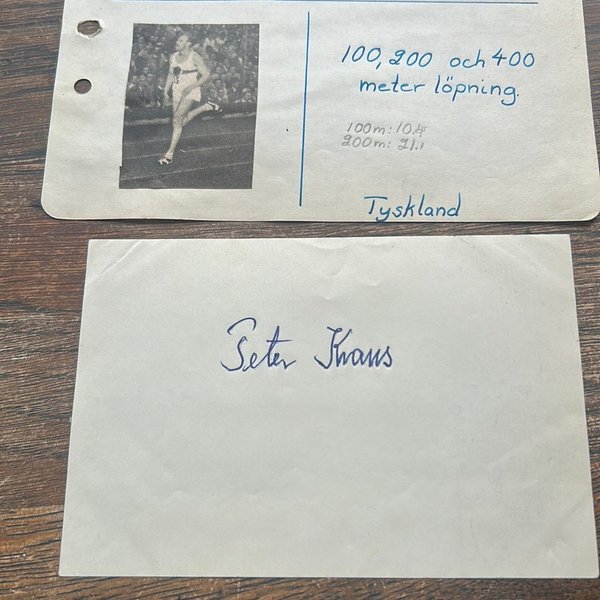 100, 200 och 400
meter löpning.
100m: 10.4
200m: 21.1
Tyskland
Peter Kraus